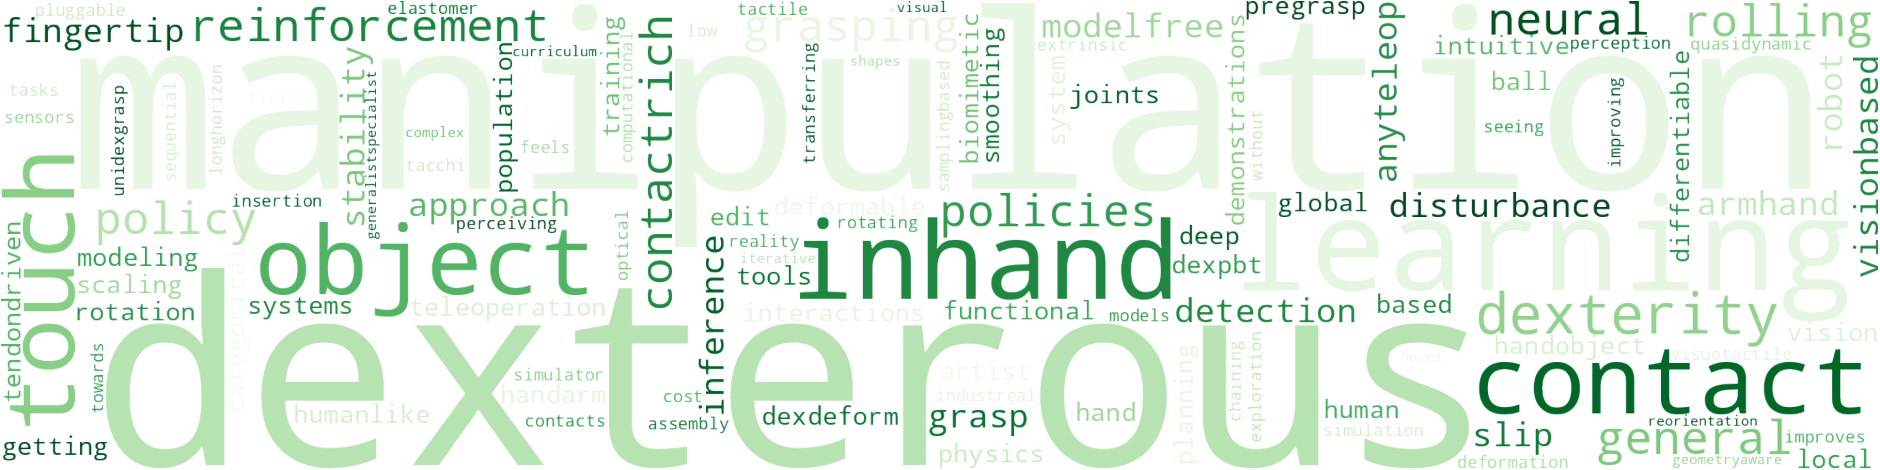 pluggable
elastomer
tactile
visual
pregrasp
neural
rolling
fingertip
reinforcement
low
grasping
modelfree
extrinsic
intuitive
perception
quasidynamic
curriculum
shapes
manipulation
tasks
sensors
unidexgrasp
sequential
longhorizon
fields
stability
generalistspecialist
complex
tacchi
population
feels
training
computational
contactrich
transferring
samplingbased
biomimetic
smoothing
system
joints
demonstrations
without
anyteleop
ball
seeing
improving
differentiable
robot
visionbased
touch
insertion
policy
approach
perceiving
object
optical
edit
deformable
rotating
policies
global
disturbance
armhand
tendondriven
modeling
scaling
rotation
categorical
systems
teleoperation
inference
reality
iterative
tools
inhand
deep
dexpbt
learning
interactions
functional
models
detection
based
dexterity
vision
dexterous
towards
simulator
handarm
humanlike
contacts
cost
assembly
dexdeform
artist
industreal
grasp
hand
physics
planning
chaining
exploration
human
simulation
novel
handobject
visuotactile
contact
getting
reorientation
slip
general
improves
deformation
geometryaware
local